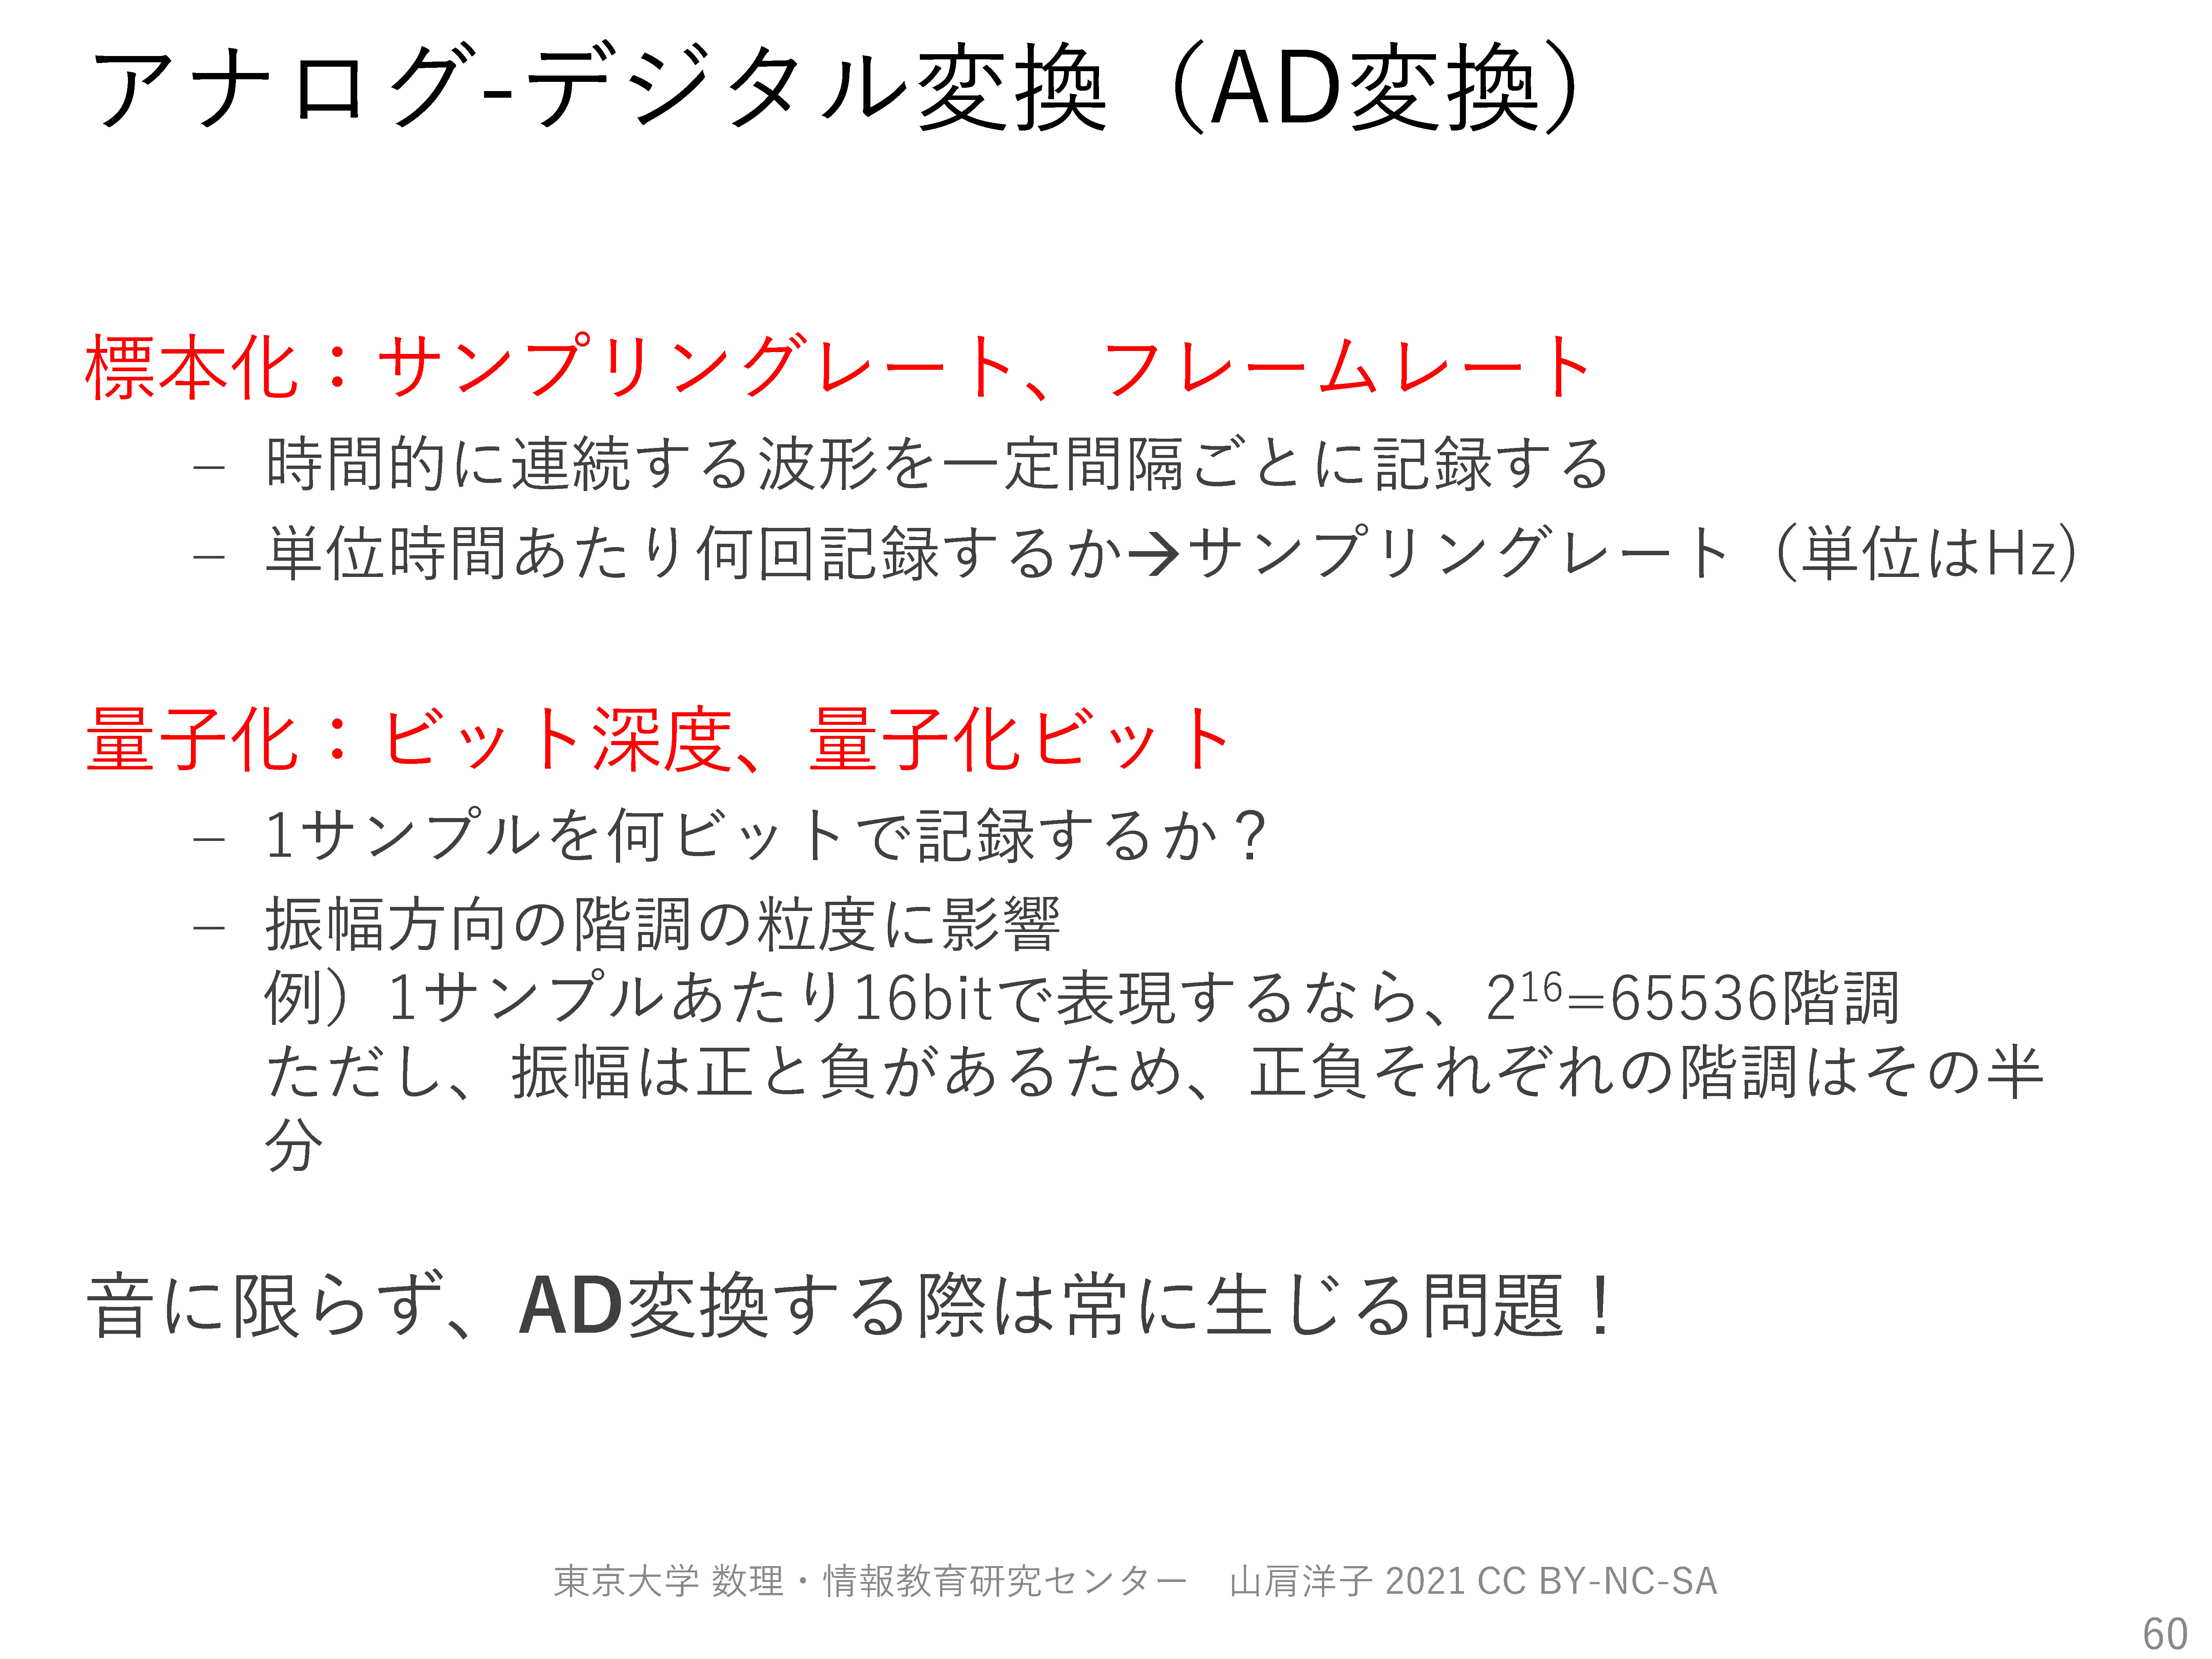 アナログ-デジタル変換（AD変換）
標本化：サンプリングレート、フレームレート
– 時間的に連続する波形を一定間隔ごとに記録する
– 単位時間あたり何回記録するか→サンプリングレート（単位はHz）
量子化：ビット深度、量子化ビット
– 1サンプルを何ビットで記録するか？
– 振幅方向の階調の粒度に影響
例）1サンプルあたり16bitで表現するなら、2¹⁶=65536階調
ただし、振幅は正と負があるため、正負それぞれの階調はその半
分
音に限らず、AD変換する際は常に生じる問題！
東京大学 数理・情報教育研究センター　山肩洋子 2021 CC BY-NC-SA
60